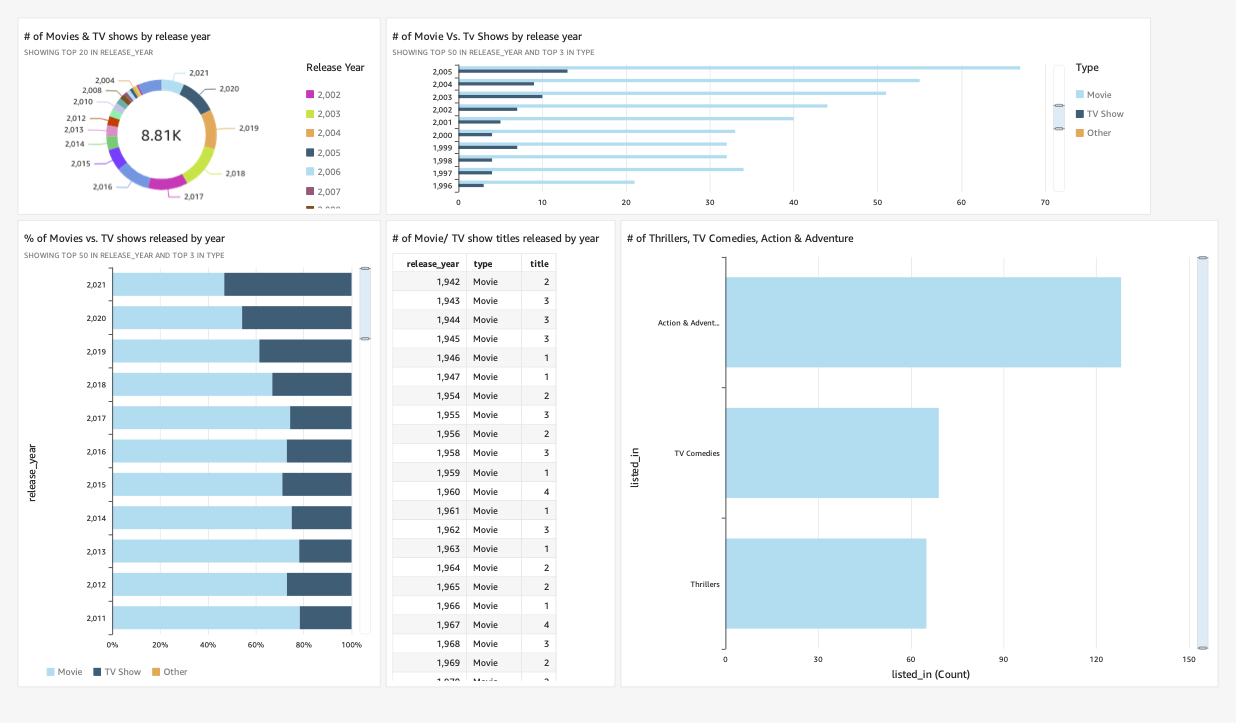 # of Movies & TV shows by release year
SHOWING TOP 20 IN RELEASE_YEAR
2,021
2,020
2,019
2,018
2,017
2,016
2,015
2,014
2,013
2,012
2,010
2,008
2,004
8.81K
Release Year
2,002
2,003
2,004
2,005
2,006
2,007
# of Movie Vs. Tv Shows by release year
SHOWING TOP 50 IN RELEASE_YEAR AND TOP 3 IN TYPE
2,005
2,004
2,003
2,002
2,001
2,000
1,999
1,998
1,997
1,996
0 10 20 30 40 50 60 70
Type
Movie
TV Show
Other
% of Movies vs. TV shows released by year
SHOWING TOP 50 IN RELEASE_YEAR AND TOP 3 IN TYPE
release_year
2,021
2,020
2,019
2,018
2,017
2,016
2,015
2,014
2,013
2,012
2,011
0% 20% 40% 60% 80% 100%
Movie TV Show Other
# of Movie/ TV show titles released by year
release_year type title
1,942 Movie 2
1,943 Movie 3
1,944 Movie 3
1,945 Movie 3
1,946 Movie 1
1,947 Movie 1
1,954 Movie 2
1,955 Movie 3
1,956 Movie 2
1,958 Movie 3
1,959 Movie 1
1,960 Movie 4
1,961 Movie 1
1,962 Movie 3
1,963 Movie 1
1,964 Movie 2
1,965 Movie 2
1,966 Movie 1
1,967 Movie 4
1,968 Movie 3
1,969 Movie 2
# of Thrillers, TV Comedies, Action & Adventure
listed_in
Action & Advent...
TV Comedies
Thrillers
0 30 60 90 120 150
listed_in (Count)